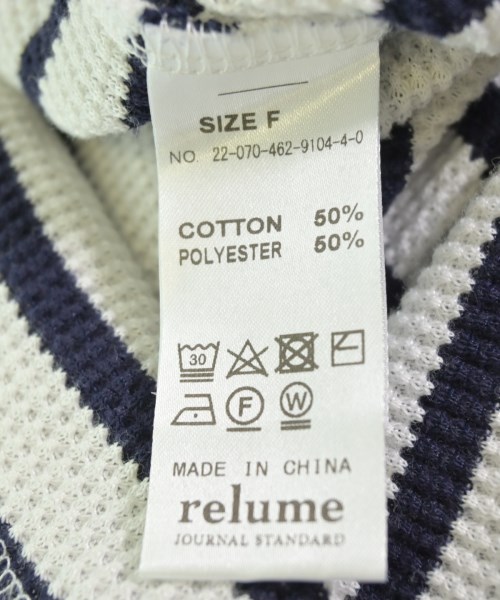 SIZE F
NO. 22-070-462-9104-4-0
COTTON 50%
POLYESTER 50%
30
F W
MADE IN CHINA
relume
JOURNAL STANDARD